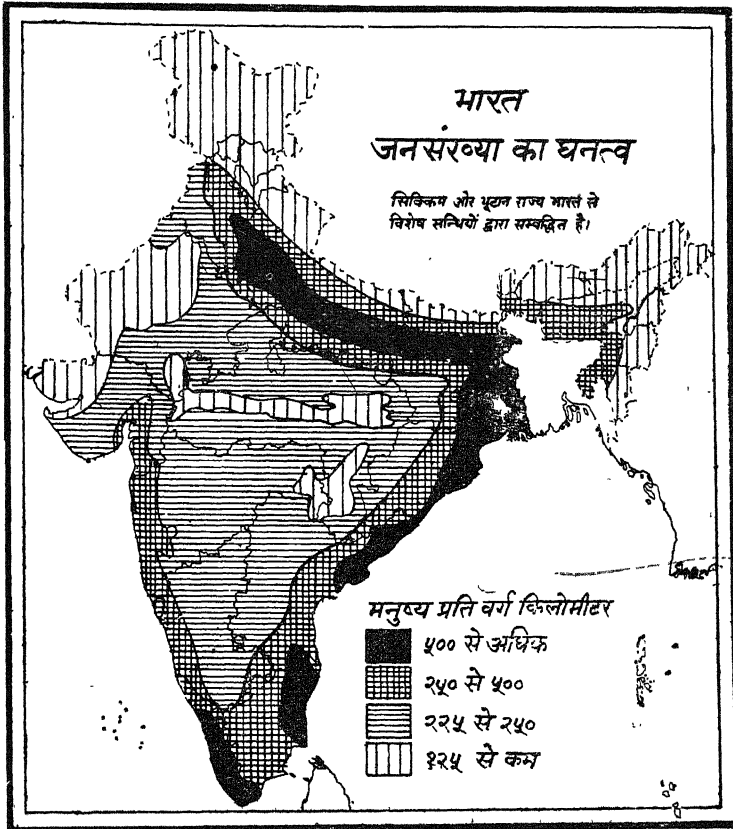 भारत
जनसंख्या का घनत्व
सिक्किम और भूटान राज्य भारत से
विशेष सन्धियों द्वारा सम्बद्धित है।
मनुष्य प्रति वर्ग किलोमीटर
५०० से अधिक
२५० से ५००
२२५ से २५०
१२५ से कम